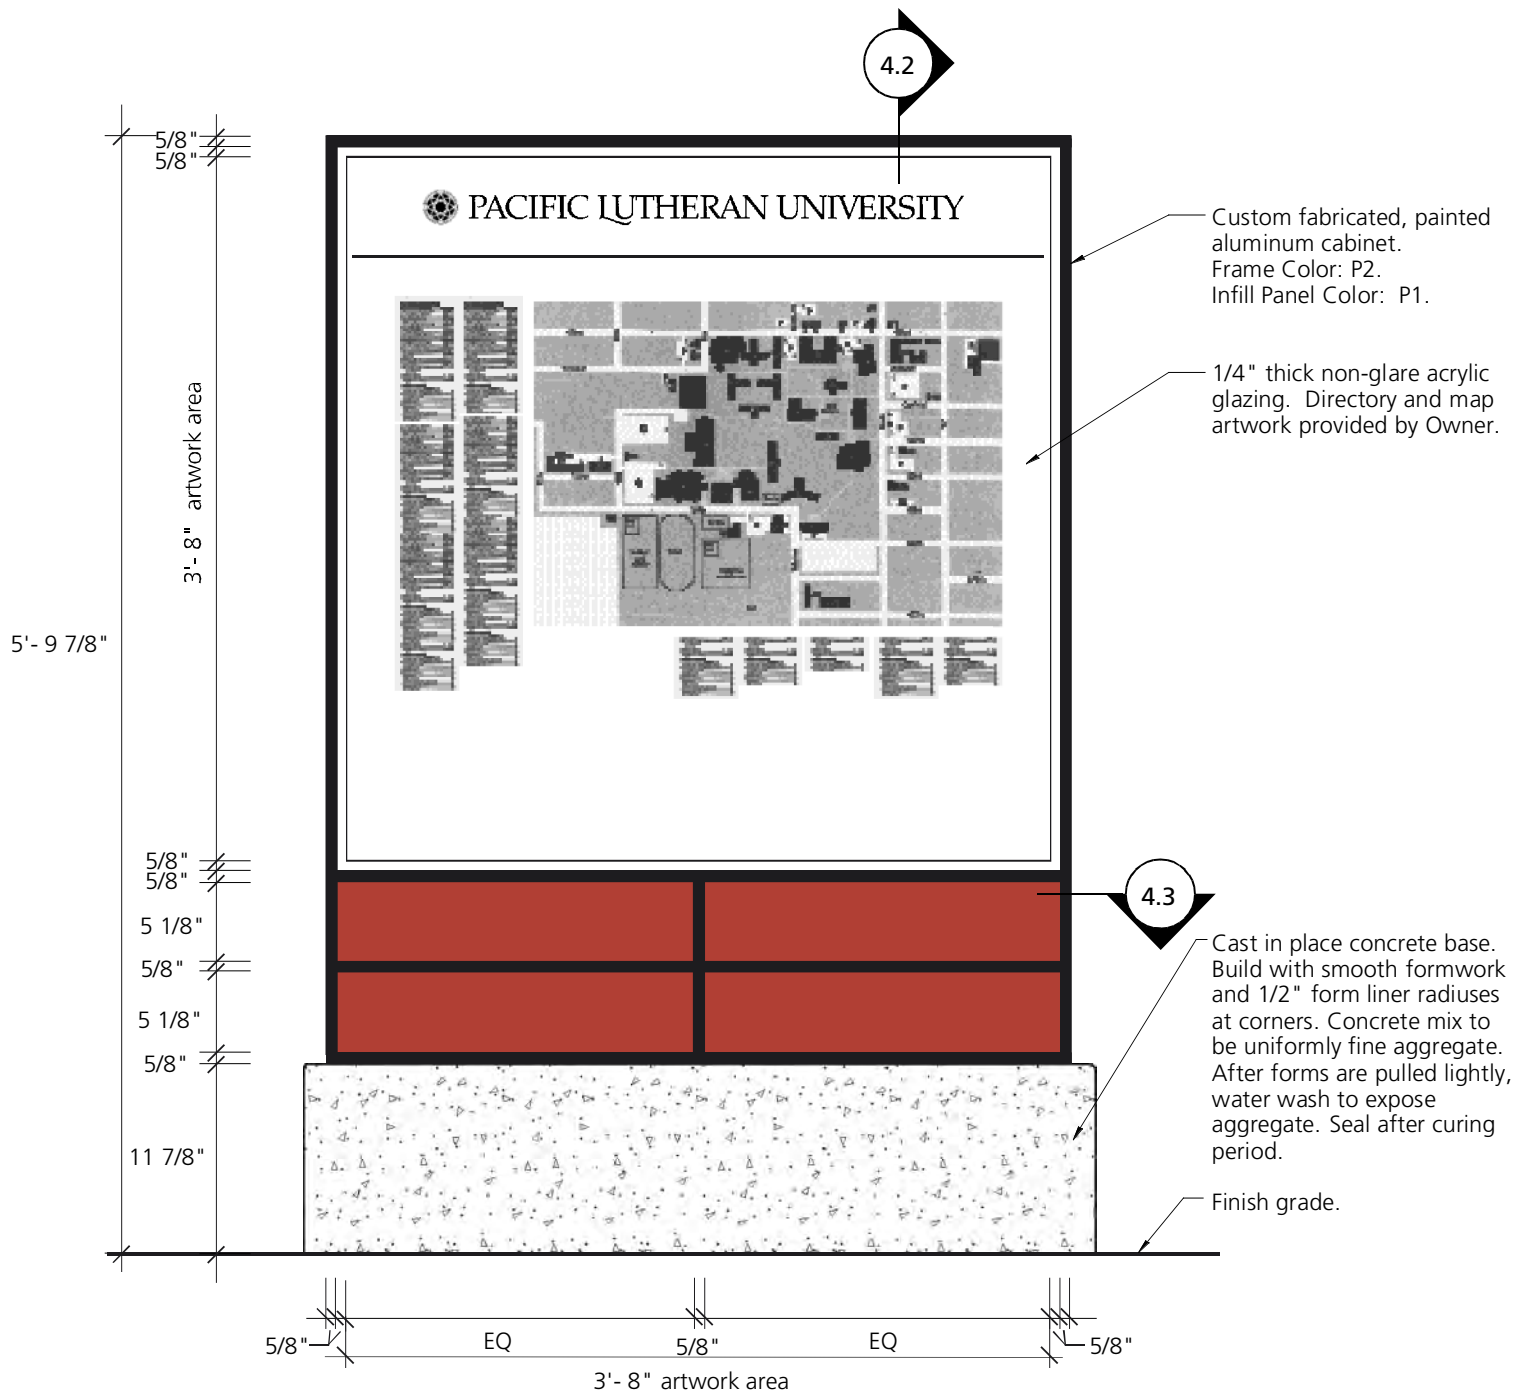 4.2
5/8"
5/8"
PACIFIC LUTHERAN UNIVERSITY
Custom fabricated, painted
aluminum cabinet.
Frame Color: P2.
Infill Panel Color:  P1.
1/4" thick non-glare acrylic
glazing.  Directory and map
artwork provided by Owner.
3'- 8"  artwork area
5'- 9 7/8"
5/8"
5/8"
5 1/8"
5/8"
5 1/8"
5/8"
11 7/8"
4.3
Cast in place concrete base.
Build with smooth formwork
and 1/2" form liner radiuses
at corners. Concrete mix to
be uniformly fine aggregate.
After forms are pulled lightly,
water wash to expose
aggregate. Seal after curing
period.
Finish grade.
5/8"
EQ
5/8"
EQ
5/8"
3'- 8" artwork area